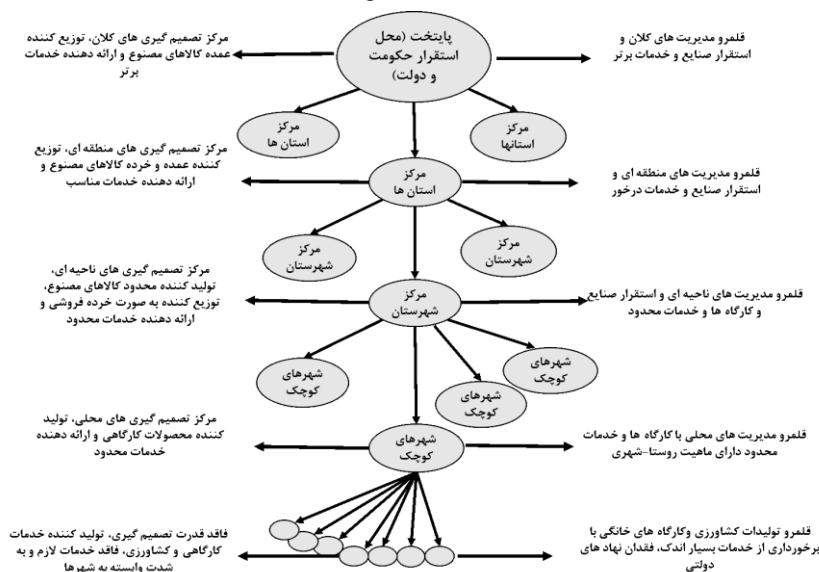 قلمرو مدیریت های کلان و
استقرار صنایع و خدمات برتر
پایتخت (محل
استقرار حکومت
و دولت)
مرکز تصمیم گیری های کلان، توزیع کننده
عمده کالاهای مصنوع و ارائه دهنده خدمات
برتر
مرکز
استانها
مرکز
استان ها
قلمرو مدیریت های منطقه ای و
استقرار صنایع و خدمات درخور
مرکز
استان ها
مرکز تصمیم گیری های منطقه ای، توزیع
کننده عمده و خرده کالاهای مصنوع و
ارائه دهنده خدمات مناسب
مرکز
شهرستان
مرکز
شهرستان
قلمرو مدیریت های ناحیه ای و استقرار صنایع
و کارگاه ها و خدمات محدود
مرکز
شهرستان
مرکز تصمیم گیری های ناحیه ای،
تولید کننده محدود کالاهای مصنوع،
توزیع کننده به صورت خرده فروشی و
ارائه دهنده خدمات محدود
شهرهای
کوچک
شهرهای
کوچک
شهرهای
کوچک
قلمرو مدیریت های محلی با کارگاه ها و خدمات
محدود دارای ماهیت روستا-شهری
شهرهای
کوچک
مرکز تصمیم گیری های محلی، تولید
کننده محصولات کارگاهی و ارائه دهنده
خدمات محدود
قلمرو تولیدات کشاورزی وکارگاه های خانگی با
برخورداری از خدمات بسیار اندک، فقدان نهاد های
دولتی
فاقد قدرت تصمیم گیری، تولید کننده خدمات
کارگاهی و کشاورزی، فاقد خدمات لازم و به
شدت وابسته به شهرها